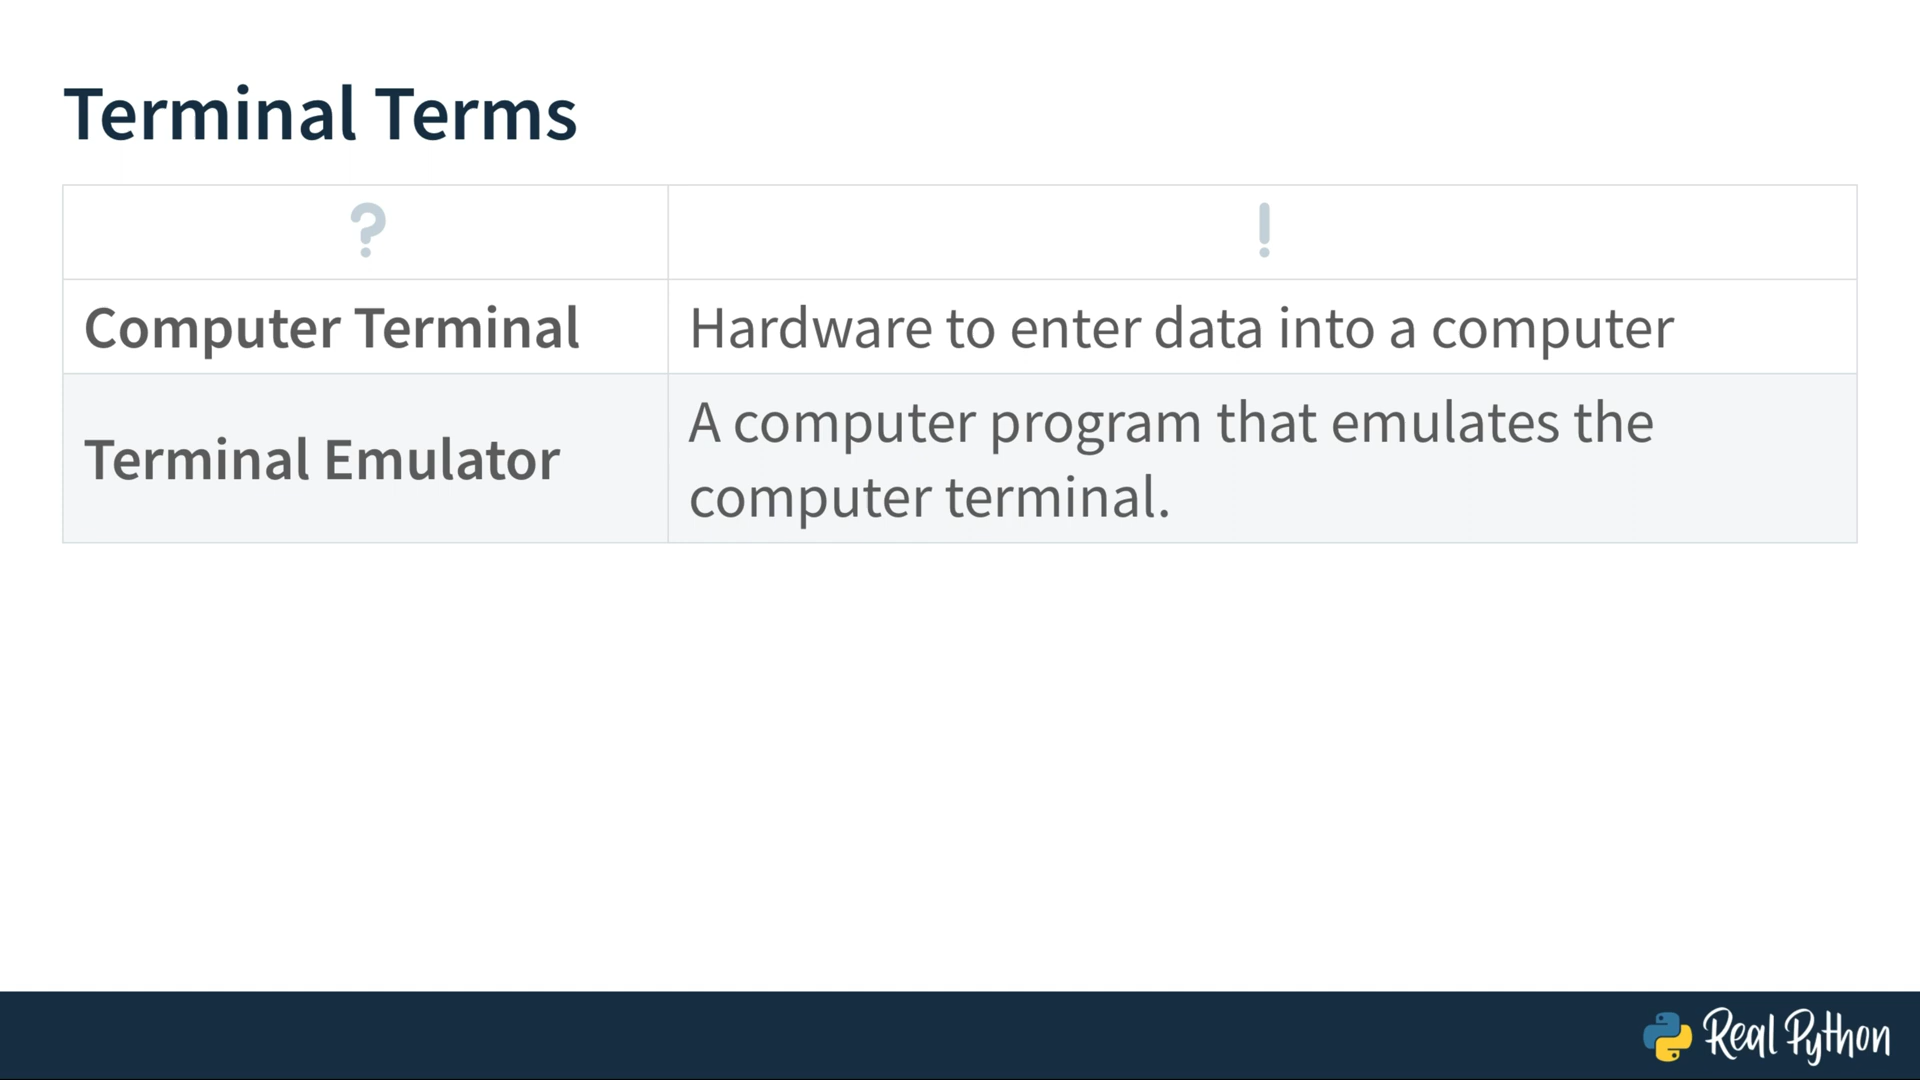 Terminal Terms
? !
Computer Terminal Hardware to enter data into a computer
Terminal Emulator A computer program that emulates the
computer terminal.
Real Python